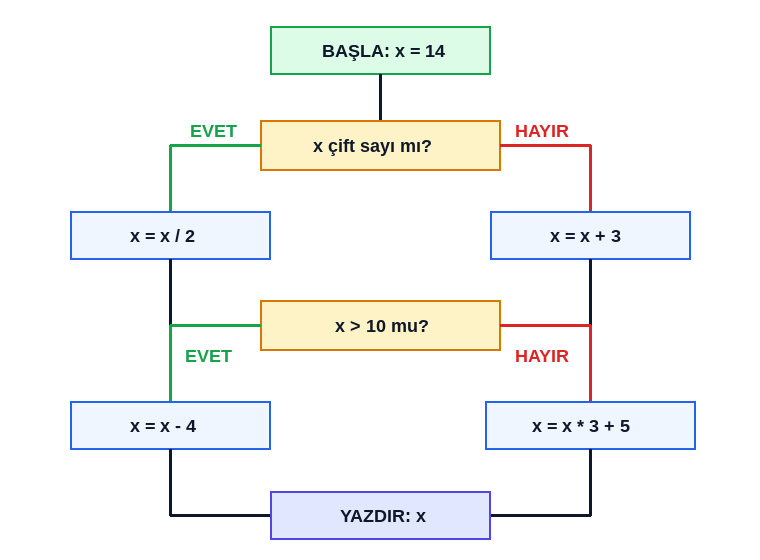 BAŞLA: x = 14
EVET
HAYIR
x çift sayı mı?
x = x / 2
x = x + 3
x > 10 mu?
EVET
HAYIR
x = x - 4
x = x * 3 + 5
YAZDIR: x